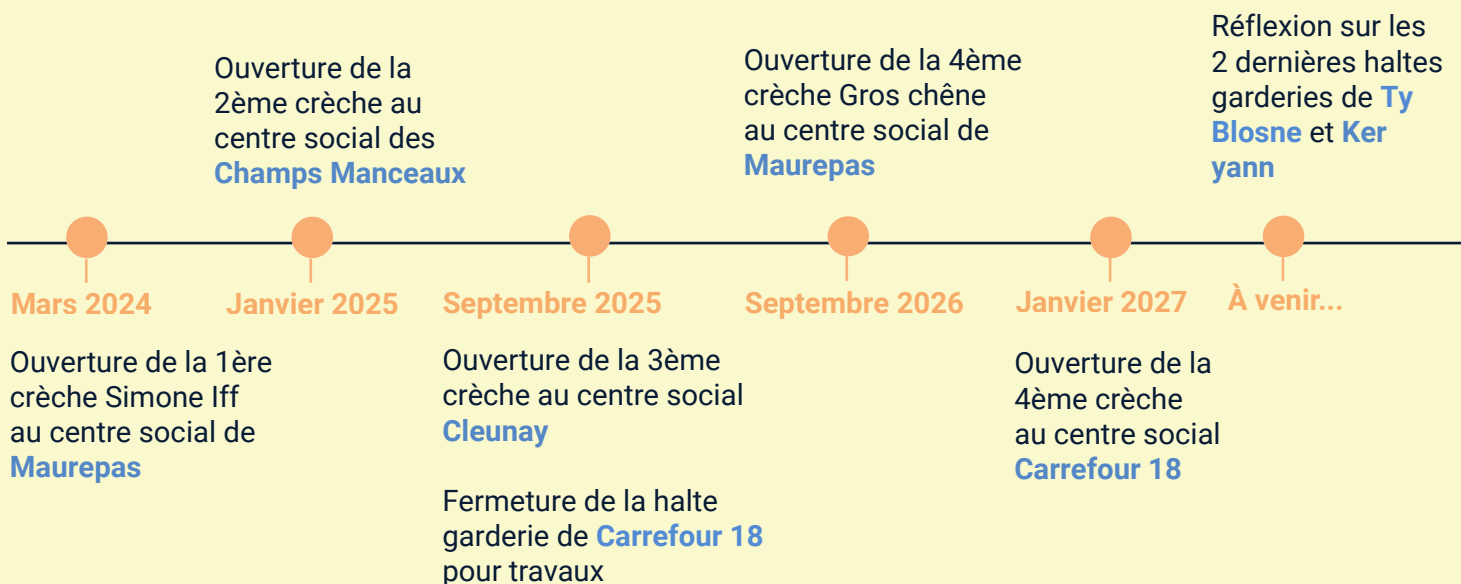 Ouverture de la
2ème crèche au
centre social des
Champs Manceaux
Ouverture de la 4ème
crèche Gros chêne
au centre social de
Maurepas
Réflexion sur les
2 dernières haltes
garderies de Ty
Blosne et Ker
yann
Mars 2024
Janvier 2025
Septembre 2025
Septembre 2026
Janvier 2027
À venir...
Ouverture de la 1ère
crèche Simone Iff
au centre social de
Maurepas
Ouverture de la 3ème
crèche au centre social
Cleunay
Fermeture de la halte
garderie de Carrefour 18
pour travaux
Ouverture de la
4ème crèche
au centre social
Carrefour 18